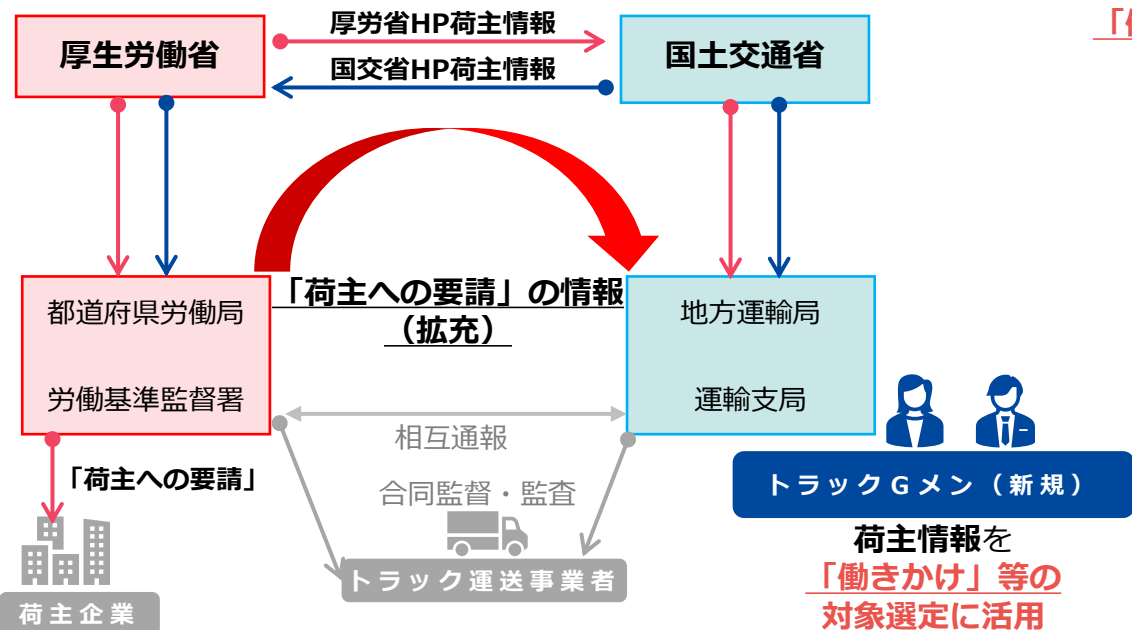 厚生労働省
厚労省HP荷主情報
国交省HP荷主情報
国土交通省
「働
都道府県労働局
労働基準監督署
「荷主への要請」の情報
（拡充）
地方運輸局
運輸支局
相互通報
合同監督・監査
「荷主への要請」
荷主企業
トラック運送事業者
トラックGメン（新規）
荷主情報を
「働きかけ」等の
対象選定に活用